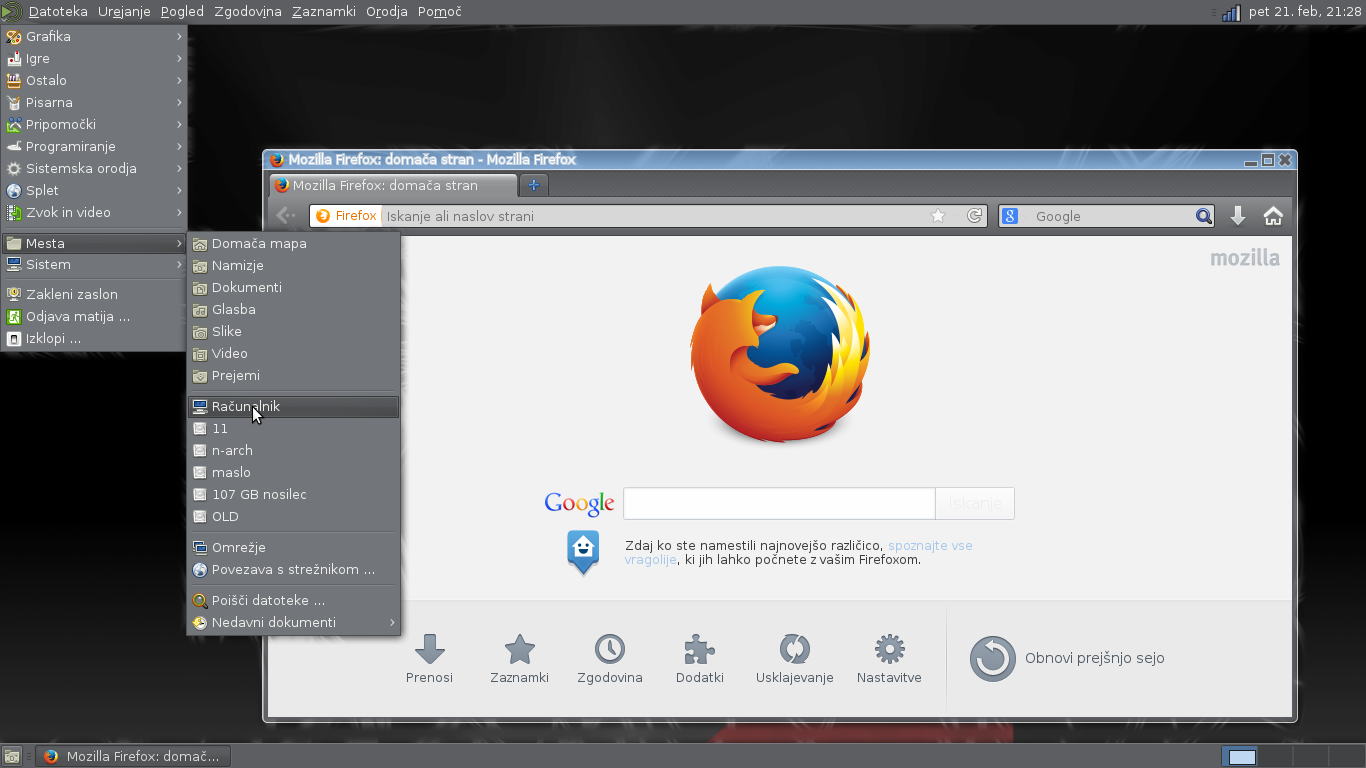 Datoteka Urejanje Pogled Zgodovina Zaznamki Orodja Pomoč
pet 21. feb, 21:28
Grafika
Igre
Ostalo
Pisarna
Pripomočki
Programiranje
Sistemska orodja
Splet
Zvok in video
Mesta
Sistem
Zakleni zaslon
Odjava matija ...
Izklopi ...
Domača mapa
Namizje
Dokumenti
Glasba
Slike
Video
Prejemi
Računalnik
11
n-arch
maslo
107 GB nosilec
OLD
Omrežje
Povezava s strežnikom ...
Poišči datoteke ...
Nedavni dokumenti
Mozilla Firefox: domača stran - Mozilla Firefox
Mozilla Firefox: domača stran
Firefox Iskanje ali naslov strani
8 Google
mozilla
Google
Iskanje
Zdaj ko ste namestili najnovejšo različico, spoznajte vse
vragolije, ki jih lahko počnete z vašim Firefoxom.
Prenosi
Zaznamki
Zgodovina
Dodatki
Usklajevanje
Nastavitve
Obnovi prejšnjo sejo
Mozilla Firefox: domač...